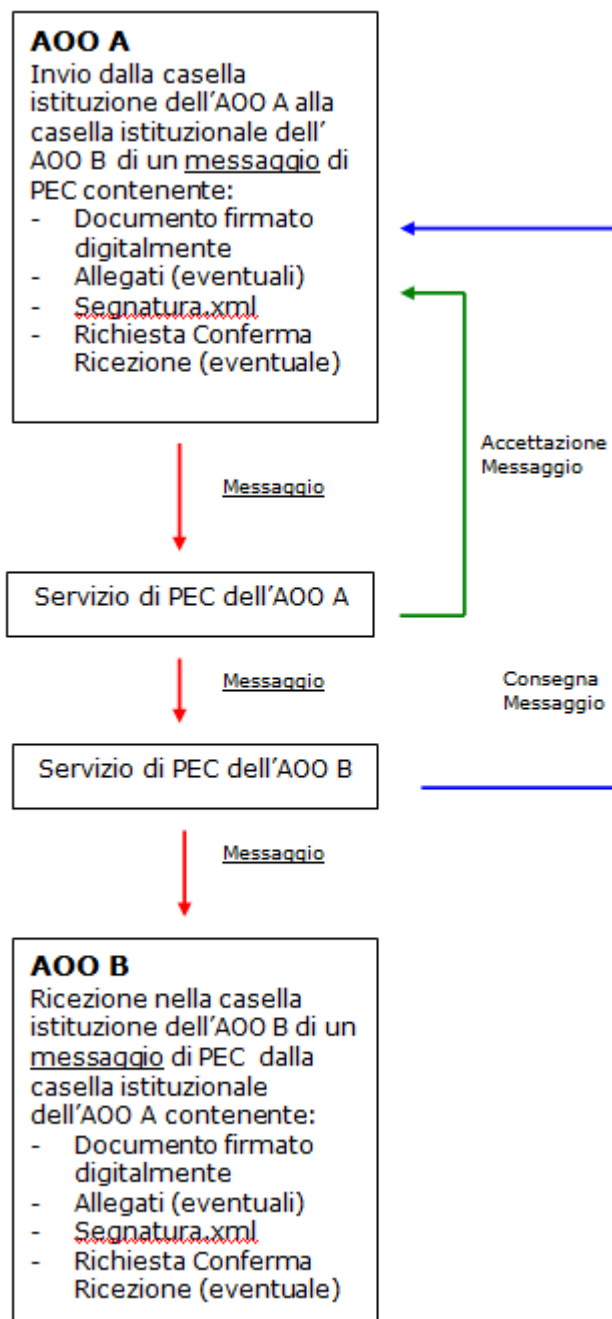 AOO A
Invio dalla casella
istituzione dell'AOO A alla
casella istituzionale dell'
AOO B di un messaggio di
PEC contenente:
- Documento firmato
digitalmente
- Allegati (eventuali)
- Segnatura.xml
- Richiesta Conferma
Ricezione (eventuale)
Accettazione
Messaggio
Messaggio
Servizio di PEC dell'AOO A
Messaggio
Consegna
Messaggio
Servizio di PEC dell'AOO B
Messaggio
AOO B
Ricezione nella casella
istituzione dell'AOO B di un
messaggio di PEC dalla
casella istituzionale
dell'AOO A contenente:
- Documento firmato
digitalmente
- Allegati (eventuali)
- Segnatura.xml
- Richiesta Conferma
Ricezione (eventuale)